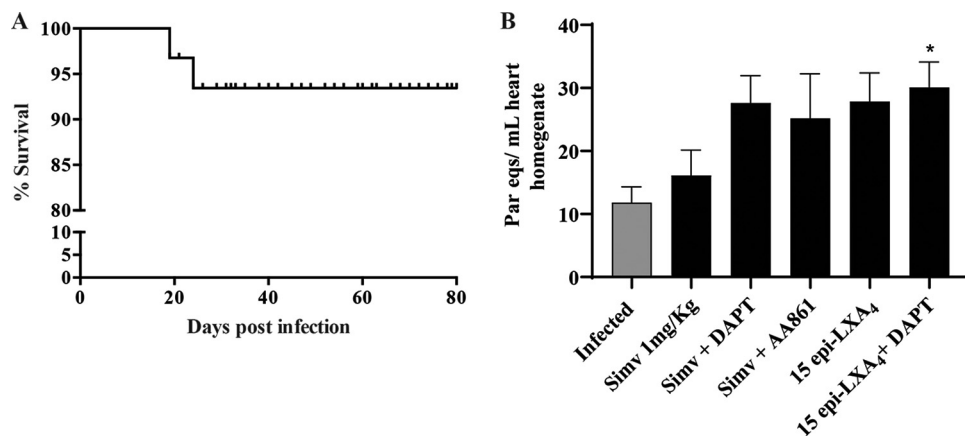 A
% Survival
100
95
90
85
80
10
5
0
0 20 40 60 80
Days post infection
B
Par eqs/ mL heart
homegenate
40
30
20
10
0
*
Infected
Simv 1mg/Kg
Simv + DAPT
Simv + AA861
15 epi-LXA₄
15 epi-LXA₄+ DAPT